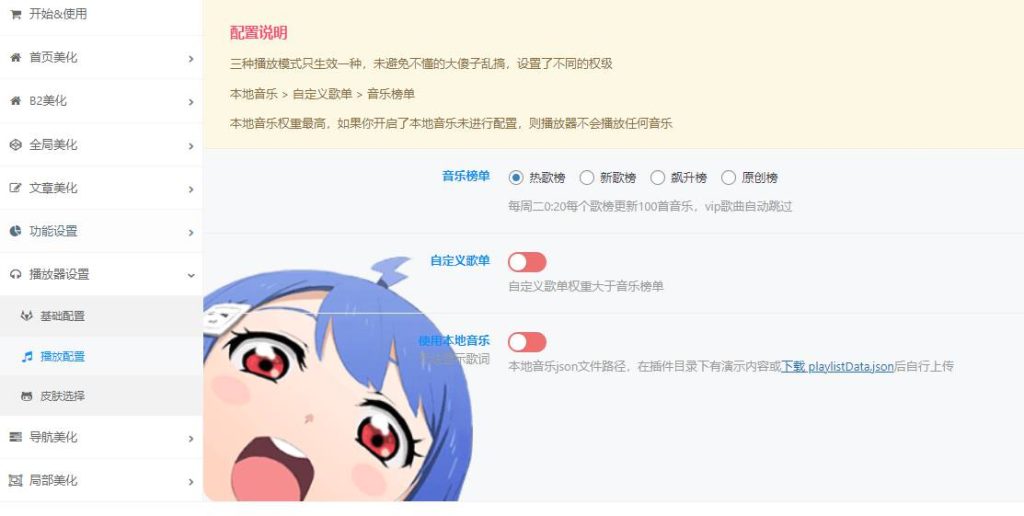 开始&使用
首页美化
B2美化
全局美化
文章美化
功能设置
播放器设置
基础配置
播放配置
皮肤选择
导航美化
局部美化
配置说明
三种播放模式只生效一种，未避免不懂的大傻子乱搞，设置了不同的权级
本地音乐 > 自定义歌单 > 音乐榜单
本地音乐权重最高，如果你开启了本地音乐未进行配置，则播放器不会播放任何音乐
音乐榜单 热歌榜 新歌榜 飙升榜 原创榜
每周二0:20每个歌榜更新100首音乐，vip歌曲自动跳过
自定义歌单
自定义歌单权重大于音乐榜单
使用本地音乐
示歌词
本地音乐json文件路径，在插件目录下有演示内容或下载 playlistData.json后自行上传